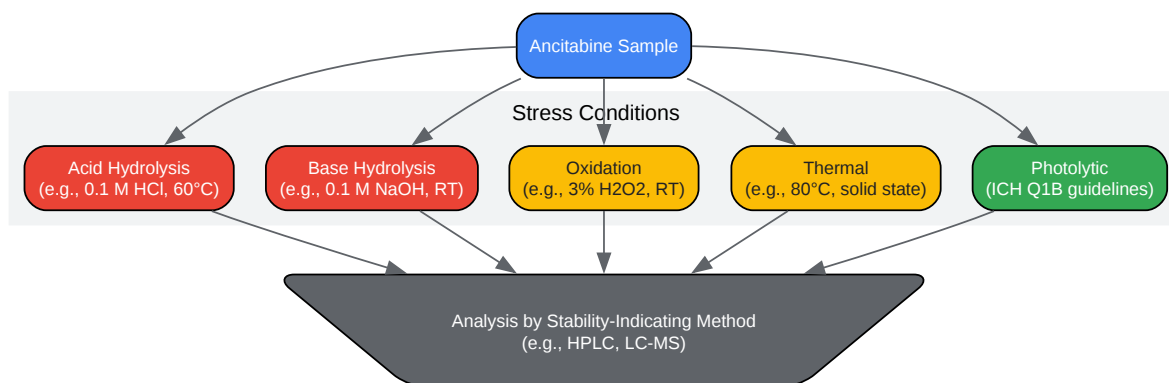 Ancitabine Sample
Stress Conditions
Acid Hydrolysis
(e.g., 0.1 M HCl, 60°C)
Base Hydrolysis
(e.g., 0.1 M NaOH, RT)
Oxidation
(e.g., 3% H2O2, RT)
Thermal
(e.g., 80°C, solid state)
Photolytic
(ICH Q1B guidelines)
Analysis by Stability-Indicating Method
(e.g., HPLC, LC-MS)